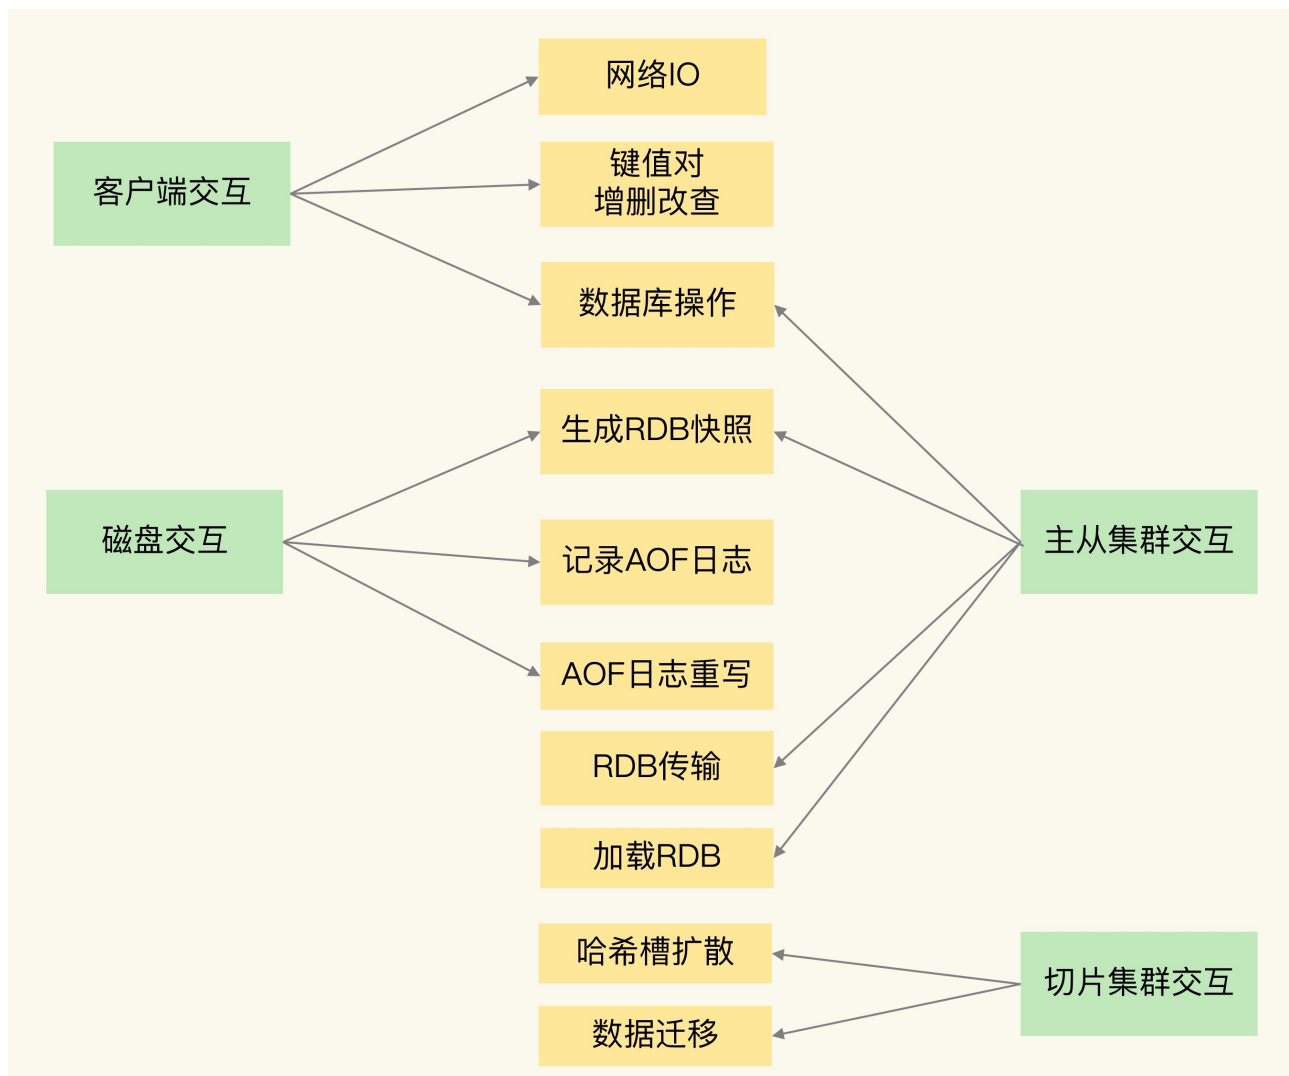 网络IO
客户端交互
键值对
增删改查
数据库操作
生成RDB快照
磁盘交互
记录AOF日志
主从集群交互
AOF日志重写
RDB传输
加载RDB
哈希槽扩散
切片集群交互
数据迁移